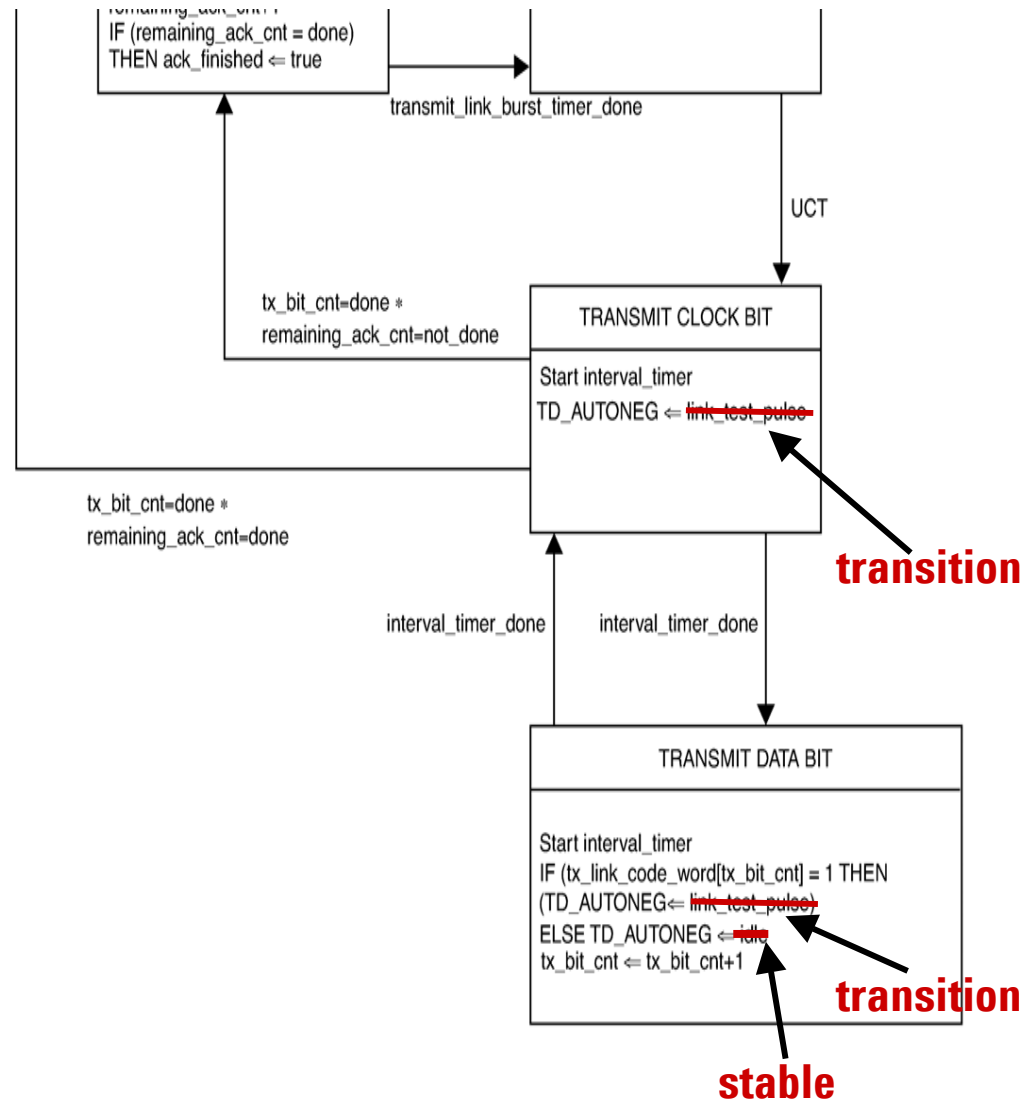 remaining_ack_cnt+1
IF (remaining_ack_cnt = done)
THEN ack_finished ⇐ true
transmit_link_burst_timer_done
UCT
tx_bit_cnt=done *
remaining_ack_cnt=not_done
TRANSMIT CLOCK BIT
Start interval_timer
TD_AUTONEG ⇐ link_test_pulse
transition
tx_bit_cnt=done *
remaining_ack_cnt=done
interval_timer_done
interval_timer_done
TRANSMIT DATA BIT
Start interval_timer
IF (tx_link_code_word[tx_bit_cnt] = 1 THEN
(TD_AUTONEG⇐ link_test_pulse)
ELSE TD_AUTONEG ⇐ idle
tx_bit_cnt ⇐ tx_bit_cnt+1
transition
stable